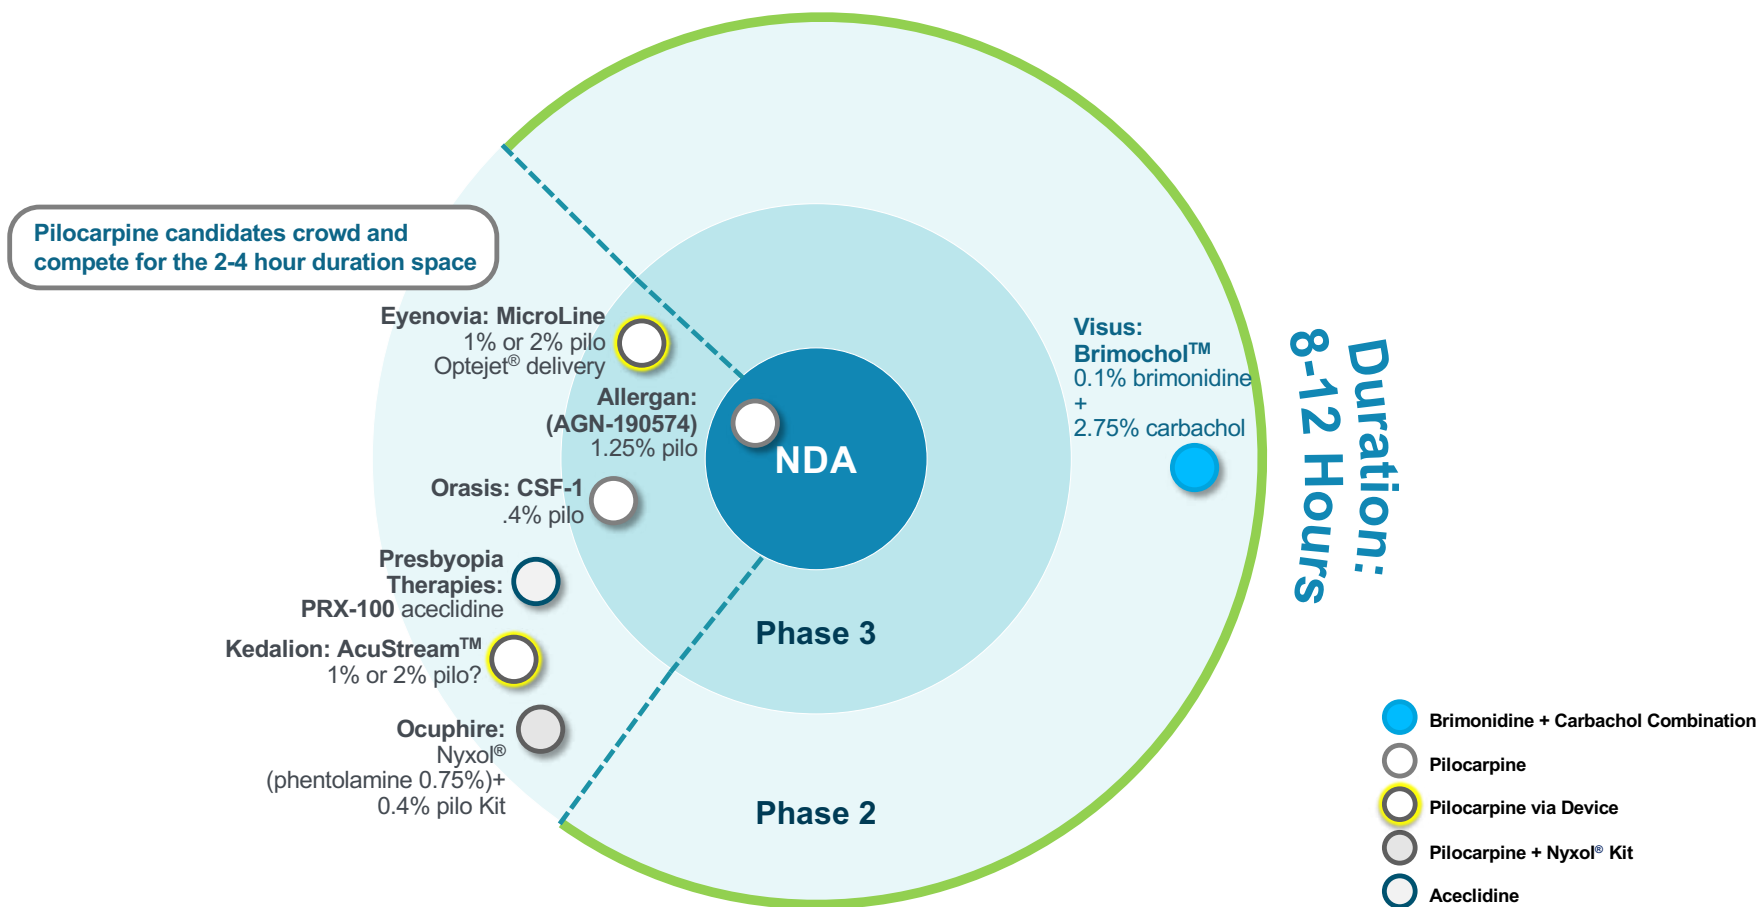 Pilocarpine candidates crowd and
compete for the 2-4 hour duration space
Eyenovia: MicroLine
1% or 2% pilo
Optejet® delivery
Allergan:
(AGN-190574)
1.25% pilo
Orasis: CSF-1
.4% pilo
Presbyopia
Therapies:
PRX-100 aceclidine
Kedalion: AcuStream™
1% or 2% pilo?
Ocuphire:
Nyxol®
(phentolamine 0.75%)+
0.4% pilo Kit
NDA
Phase 3
Phase 2
Visus:
Brimochol™
0.1% brimonidine
+
2.75% carbachol
Duration:
8-12 Hours
Brimonidine + Carbachol Combination
Pilocarpine
Pilocarpine via Device
Pilocarpine + Nyxol® Kit
Aceclidine